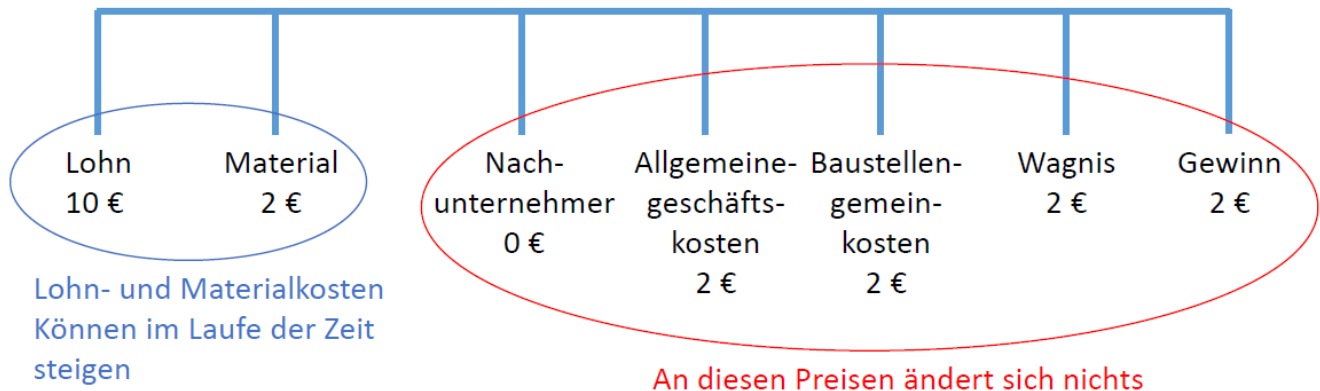 Lohn
10 €
Material
2 €
Nach-
unternehmer
0 €
Allgemeine-
geschäfts-
kosten
2 €
Baustellen-
gemein-
kosten
2 €
Wagnis
2 €
Gewinn
2 €
Lohn- und Materialkosten
Können im Laufe der Zeit
steigen
An diesen Preisen ändert sich nichts